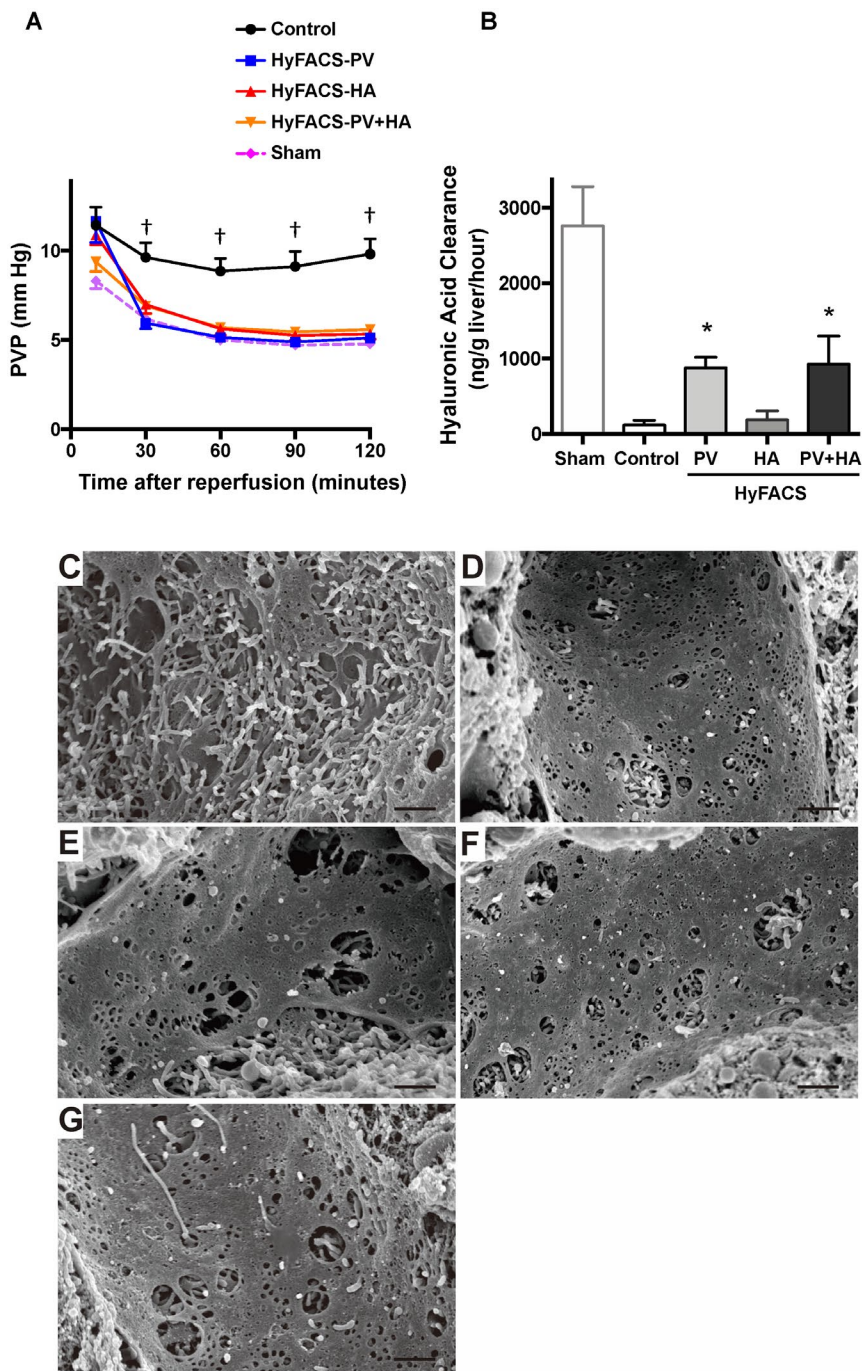 A
Control
HyFACS-PV
HyFACS-HA
HyFACS-PV+HA
Sham
PVP (mm Hg)
10
5
0
† † † †
0 30 60 90 120
Time after reperfusion (minutes)
B
Hyaluronic Acid Clearance
(ng/g liver/hour)
3000
2000
1000
0
* *
Sham Control PV HA PV+HA
HyFACS
C
D
E
F
G